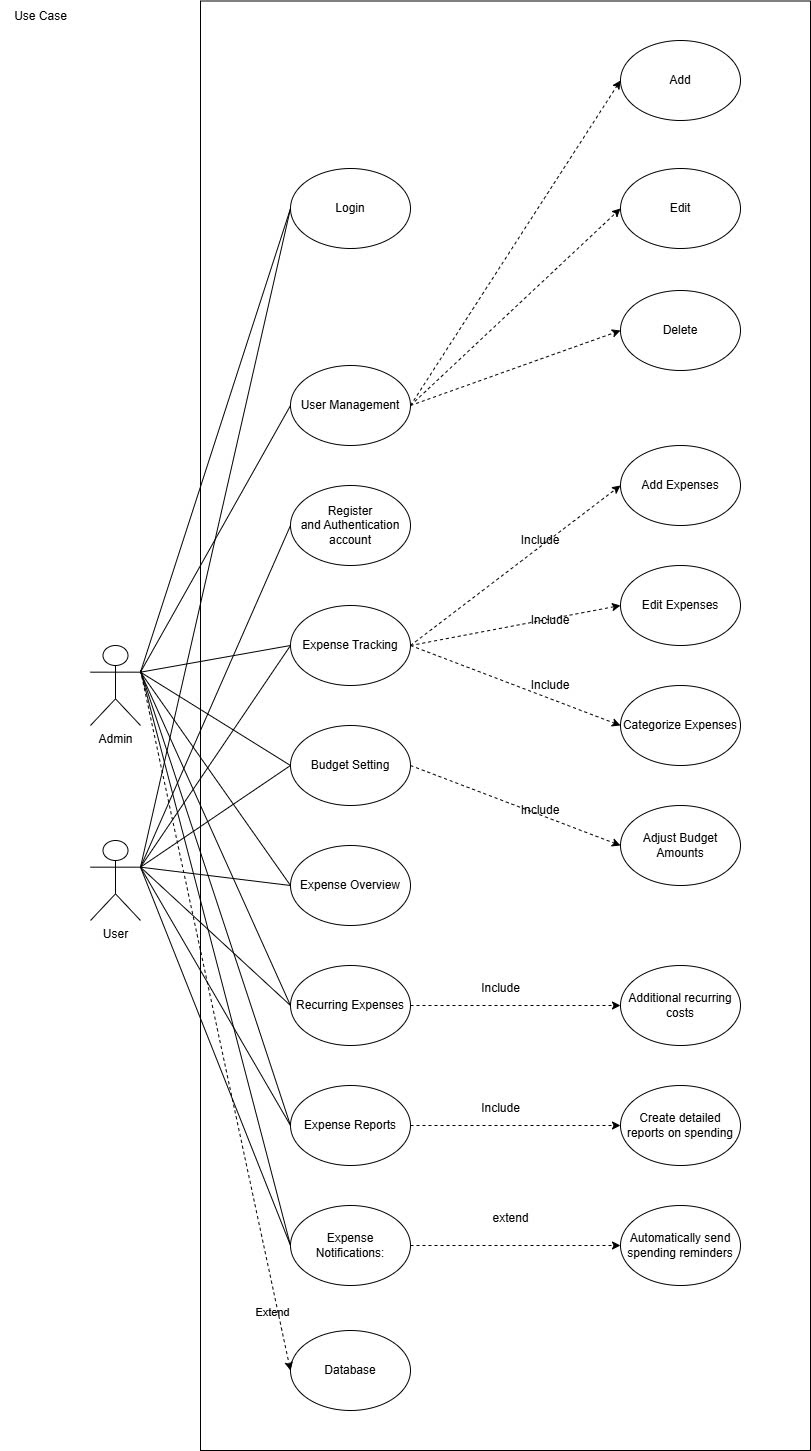 Use Case
Add
Login
Edit
Delete
User Management
Add Expenses
Register
and Authentication
account
Include
Edit Expenses
Include
Expense Tracking
Include
Categorize Expenses
Admin
Budget Setting
Include
Adjust Budget
Amounts
Expense Overview
User
Include
Recurring Expenses
Additional recurring
costs
Include
Expense Reports
Create detailed
reports on spending
extend
Expense
Notifications:
Automatically send
spending reminders
Extend
Database